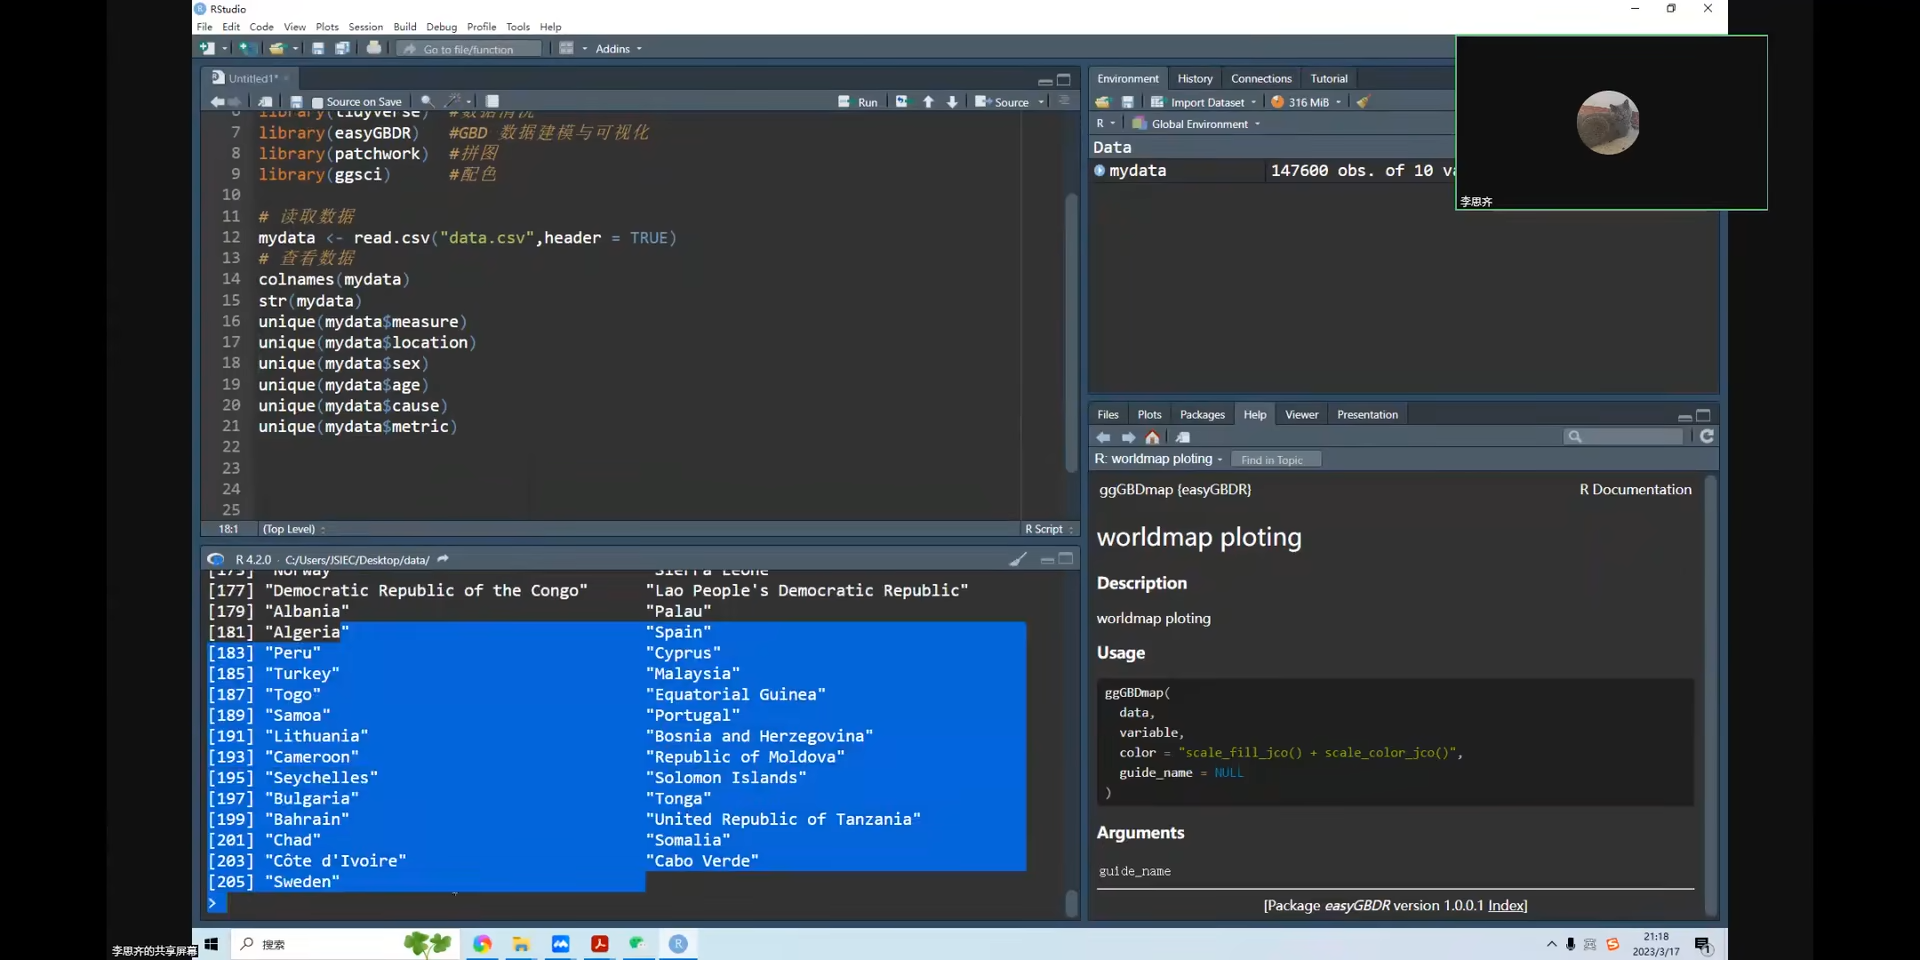 RStudio
File Edit Code View Plots Session Build Debug Profile Tools Help
Go to file/function
Addins
Untitled1*
Source on Save
Run
Source
6 library(tidyverse) #数据清洗
7 library(easyGBDR) #GBD 数据建模与可视化
8 library(patchwork) #拼图
9 library(ggsci) #配色
10
11 # 读取数据
12 mydata <- read.csv("data.csv",header = TRUE)
13 # 查看数据
14 colnames(mydata)
15 str(mydata)
16 unique(mydata$measure)
17 unique(mydata$location)
18 unique(mydata$sex)
19 unique(mydata$age)
20 unique(mydata$cause)
21 unique(mydata$metric)
22
23
24
25
18:1 (Top Level) R Script
R 4.2.0 · C:/Users/JSIEC/Desktop/data/
[175] "Norway" "Sierra Leone"
[177] "Democratic Republic of the Congo" "Lao People's Democratic Republic"
[179] "Albania" "Palau"
[181] "Algeria" "Spain"
[183] "Peru" "Cyprus"
[185] "Turkey" "Malaysia"
[187] "Togo" "Equatorial Guinea"
[189] "Samoa" "Portugal"
[191] "Lithuania" "Bosnia and Herzegovina"
[193] "Cameroon" "Republic of Moldova"
[195] "Seychelles" "Solomon Islands"
[197] "Bulgaria" "Tonga"
[199] "Bahrain" "United Republic of Tanzania"
[201] "Chad" "Somalia"
[203] "Côte d'Ivoire" "Cabo Verde"
[205] "Sweden"
>
Environment History Connections Tutorial
Import Dataset 316 MiB
R Global Environment
Data
mydata 147600 obs. of 10 va
李思齐
Files Plots Packages Help Viewer Presentation
R: worldmap ploting Find in Topic
ggGBDmap {easyGBDR} R Documentation
worldmap ploting
Description
worldmap ploting
Usage
ggGBDmap(
data,
variable,
color = "scale_fill_jco() + scale_color_jco()",
guide_name = NULL
)
Arguments
guide_name
[Package easyGBDR version 1.0.0.1 Index]
李思齐的共享屏幕
搜索
21:18
2023/3/17
1